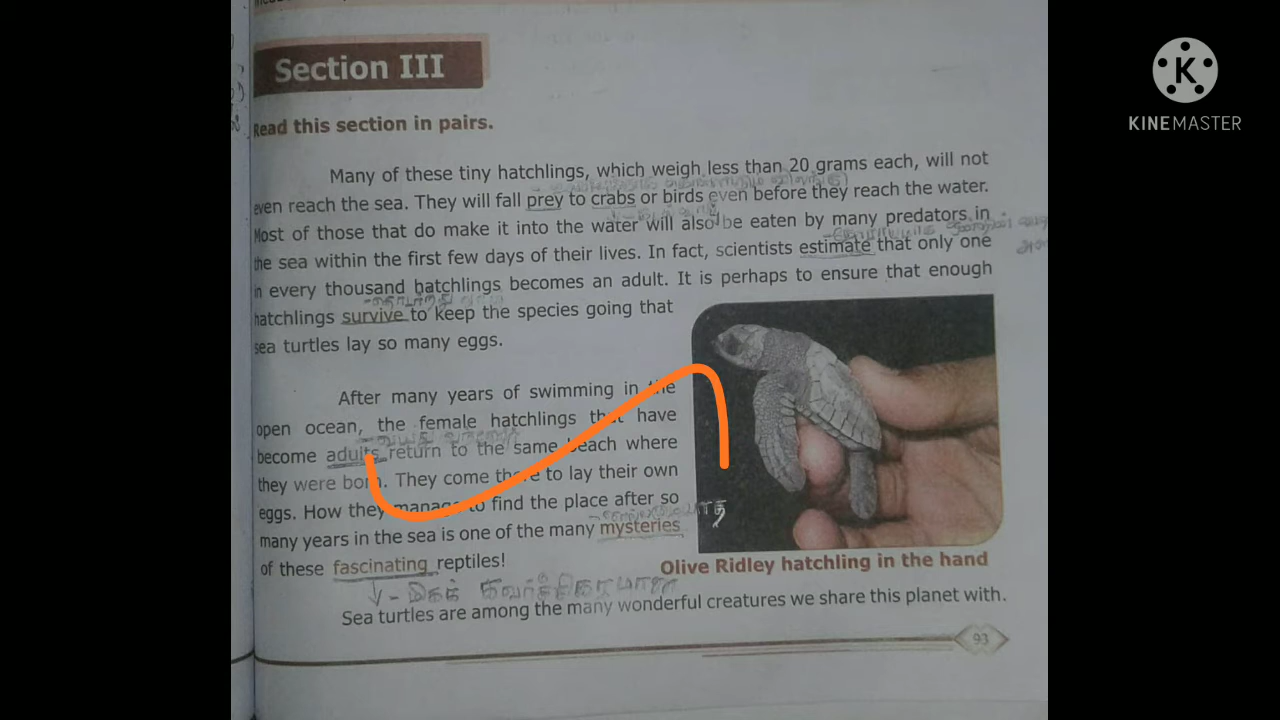 Section III
Read this section in pairs.
Many of these tiny hatchlings, which weigh less than 20 grams each, will not
even reach the sea. They will fall prey to crabs or birds even before they reach the water.
Most of those that do make it into the water will also be eaten by many predators in
the sea within the first few days of their lives. In fact, scientists estimate that only one
in every thousand hatchlings becomes an adult. It is perhaps to ensure that enough
hatchlings survive to keep the species going that
sea turtles lay so many eggs.
After many years of swimming in the
open ocean, the female hatchlings that have
become adults return to the same beach where
they were born. They come there to lay their own
eggs. How they manage to find the place after so
many years in the sea is one of the many mysteries
of these fascinating reptiles!
Olive Ridley hatchling in the hand
Sea turtles are among the many wonderful creatures we share this planet with.
93
K
KINEMASTER